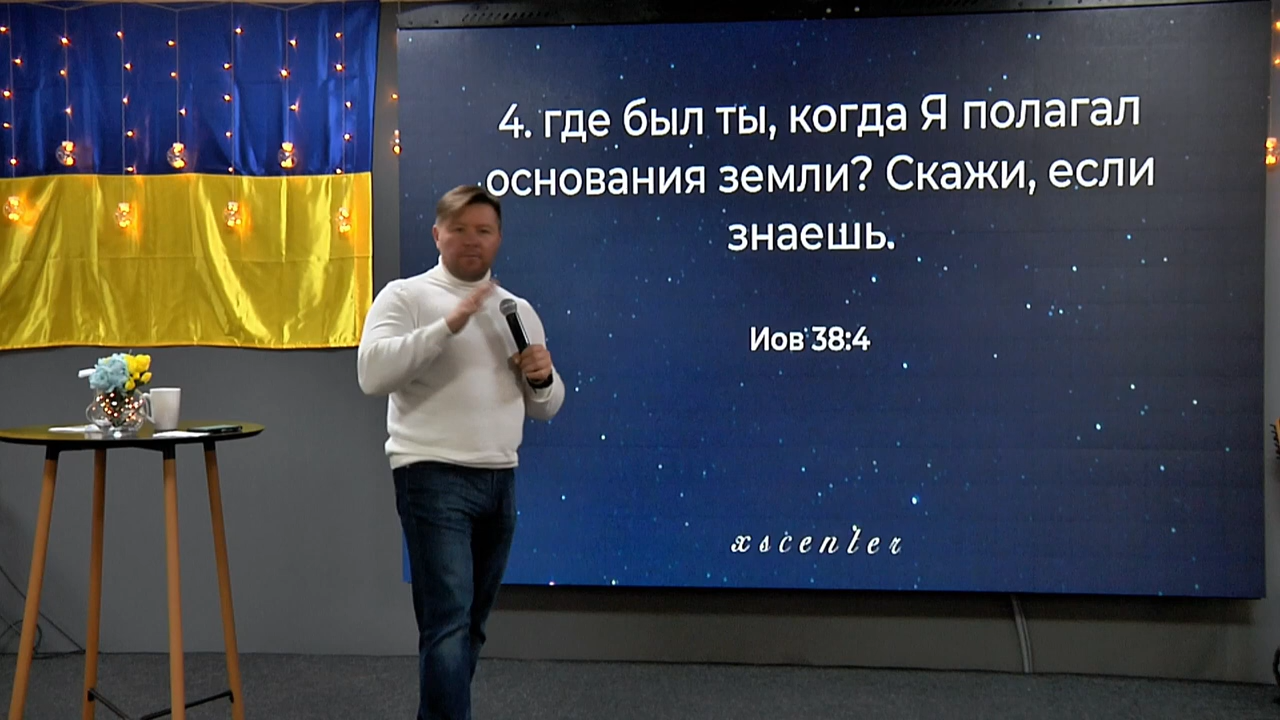 4. где был ты, когда Я полагал
основания земли? Скажи, если
знаешь.
Иов 38:4
xscenter